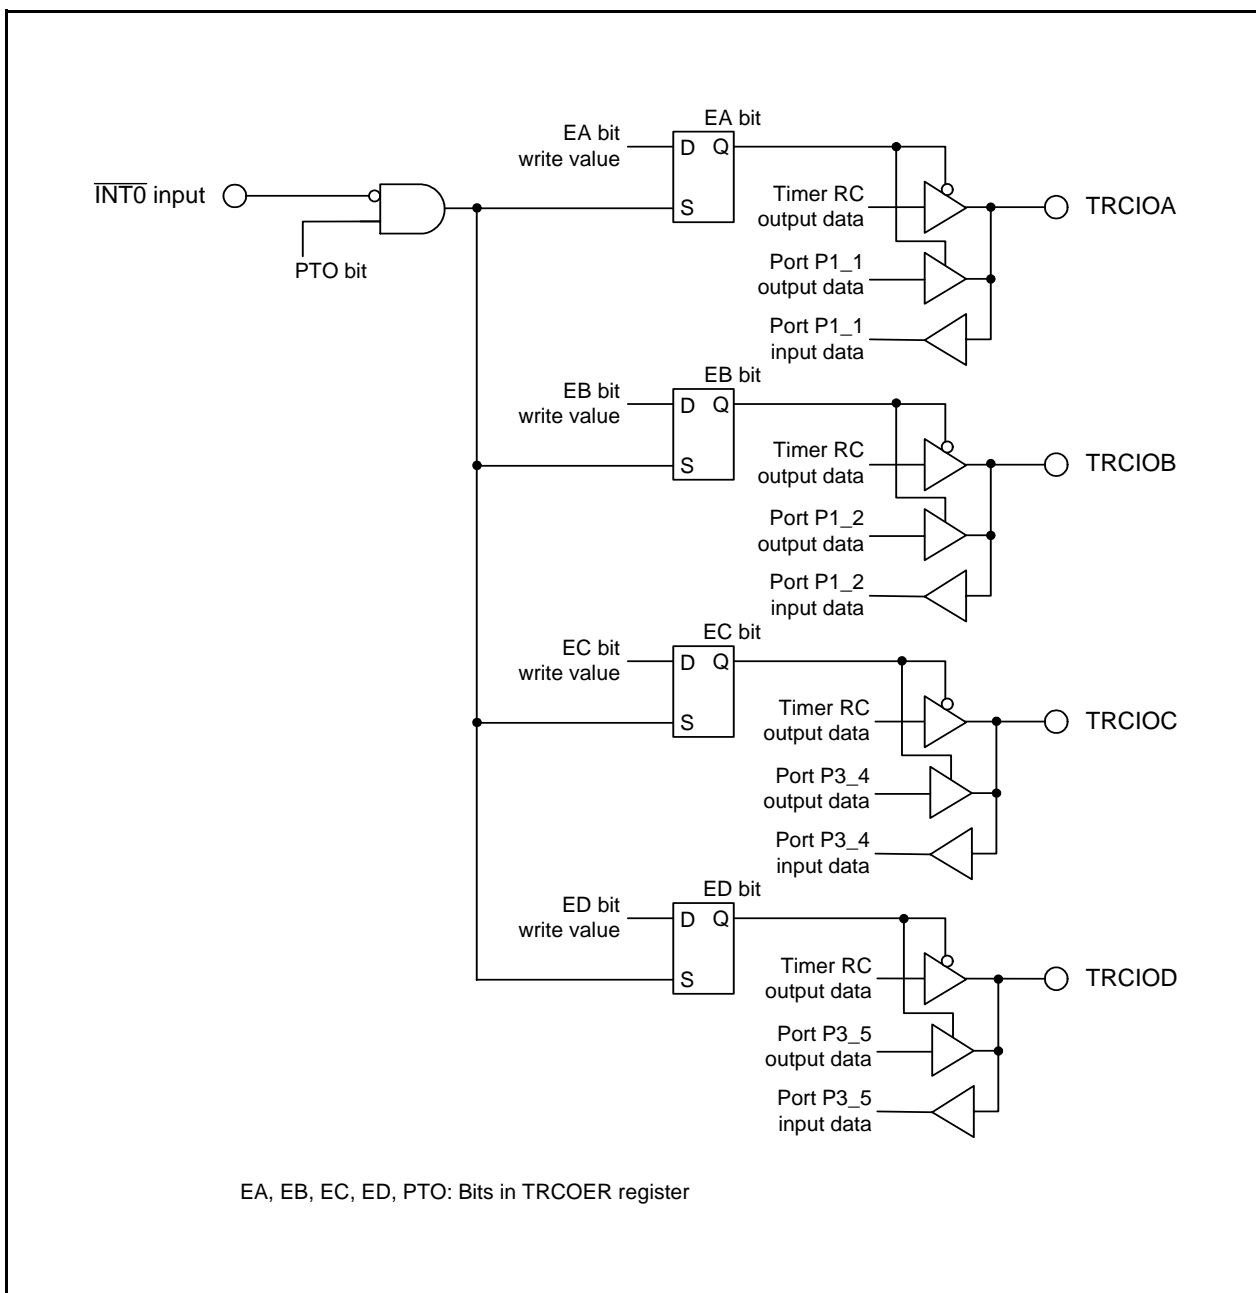 EA bit
EA bit
write value
D Q
S
INT0 input
PTO bit
Timer RC
output data
TRCIOA
Port P1_1
output data
Port P1_1
input data
EB bit
EB bit
write value
D Q
S
Timer RC
output data
TRCIOB
Port P1_2
output data
Port P1_2
input data
EC bit
EC bit
write value
D Q
S
Timer RC
output data
TRCIOC
Port P3_4
output data
Port P3_4
input data
ED bit
ED bit
write value
D Q
S
Timer RC
output data
TRCIOD
Port P3_5
output data
Port P3_5
input data
EA, EB, EC, ED, PTO: Bits in TRCOER register